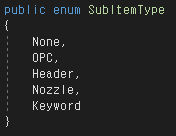 public enum SubItemType
{
    None,
    OPC,
    Header,
    Nozzle,
    Keyword
}